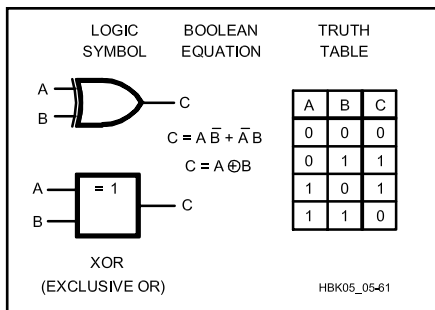 LOGIC SYMBOL
BOOLEAN EQUATION
TRUTH TABLE
A
B
C
C = A B̅ + A̅ B
C = A ⊕ B
A B C
0 0 0
0 1 1
1 0 1
1 1 0
A
B
= 1
C
XOR
(EXCLUSIVE OR)
HBK05_05-61